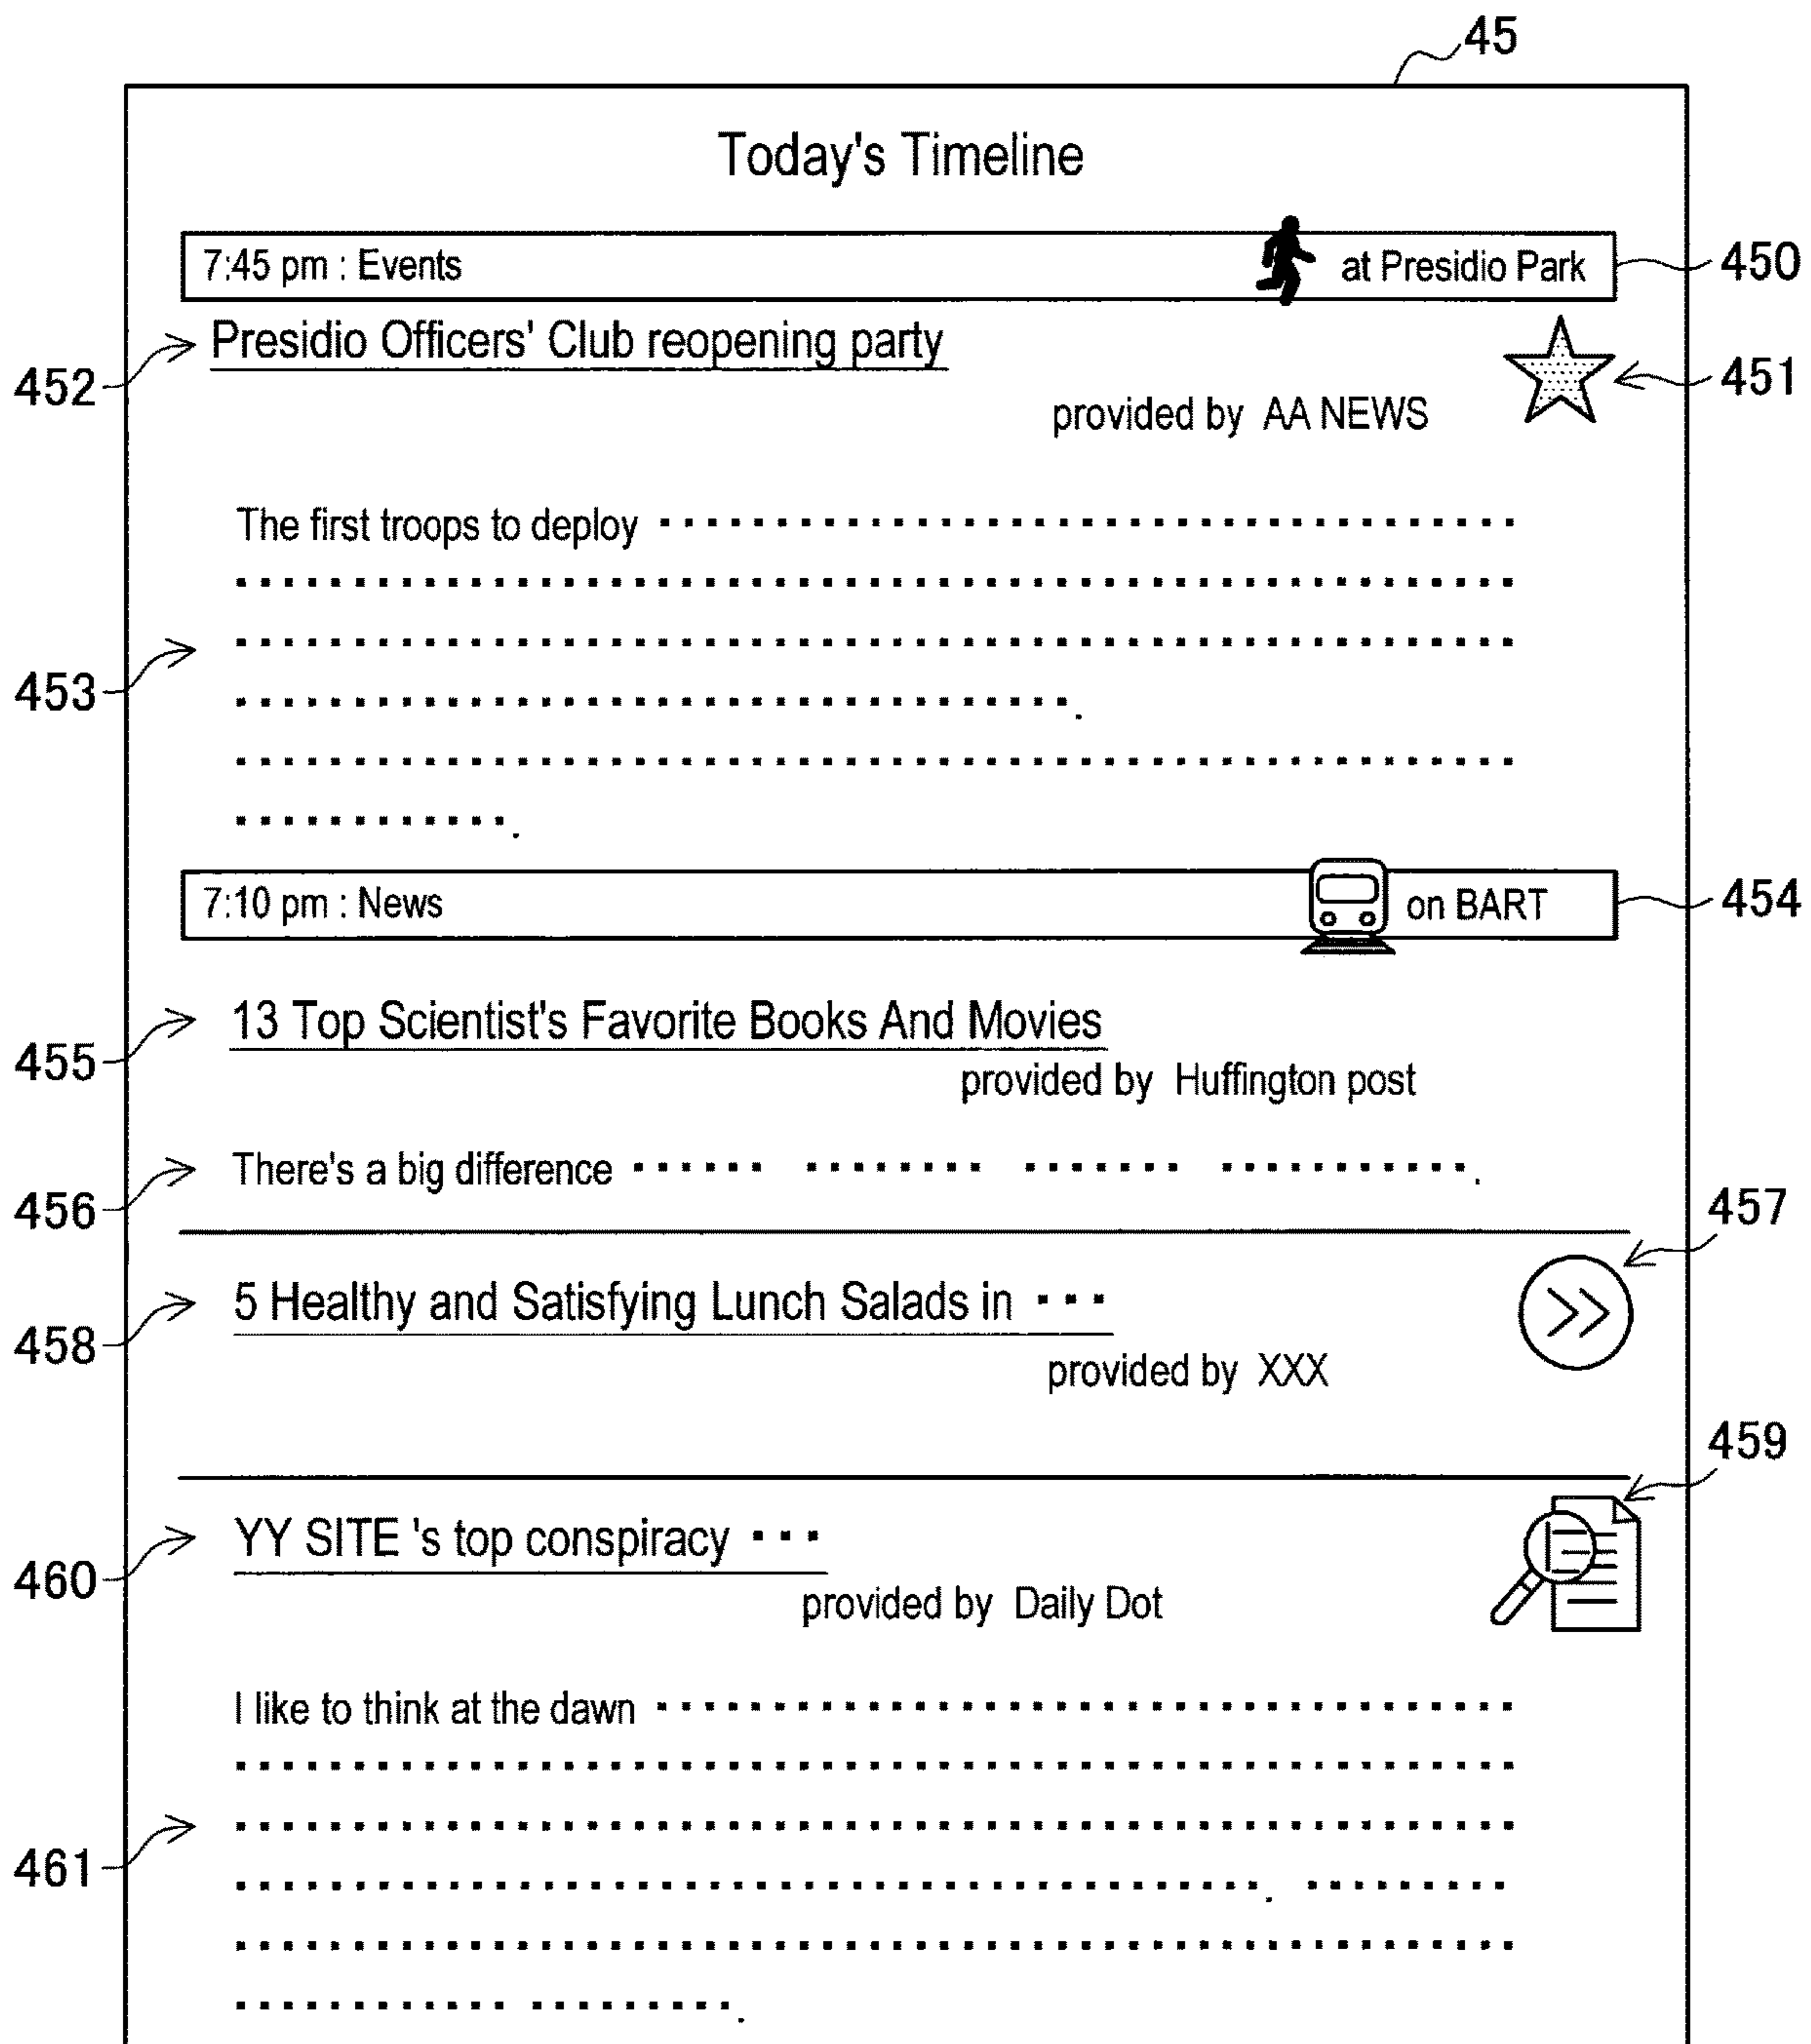 45
Today's Timeline
7:45 pm : Events at Presidio Park 450
452 Presidio Officers' Club reopening party 451
provided by AA NEWS
The first troops to deploy
453
7:10 pm : News on BART 454
455 13 Top Scientist's Favorite Books And Movies
provided by Huffington post
456 There's a big difference
457
458 5 Healthy and Satisfying Lunch Salads in ･･･
provided by XXX
459
460 YY SITE 's top conspiracy ･･･
provided by Daily Dot
I like to think at the dawn
461